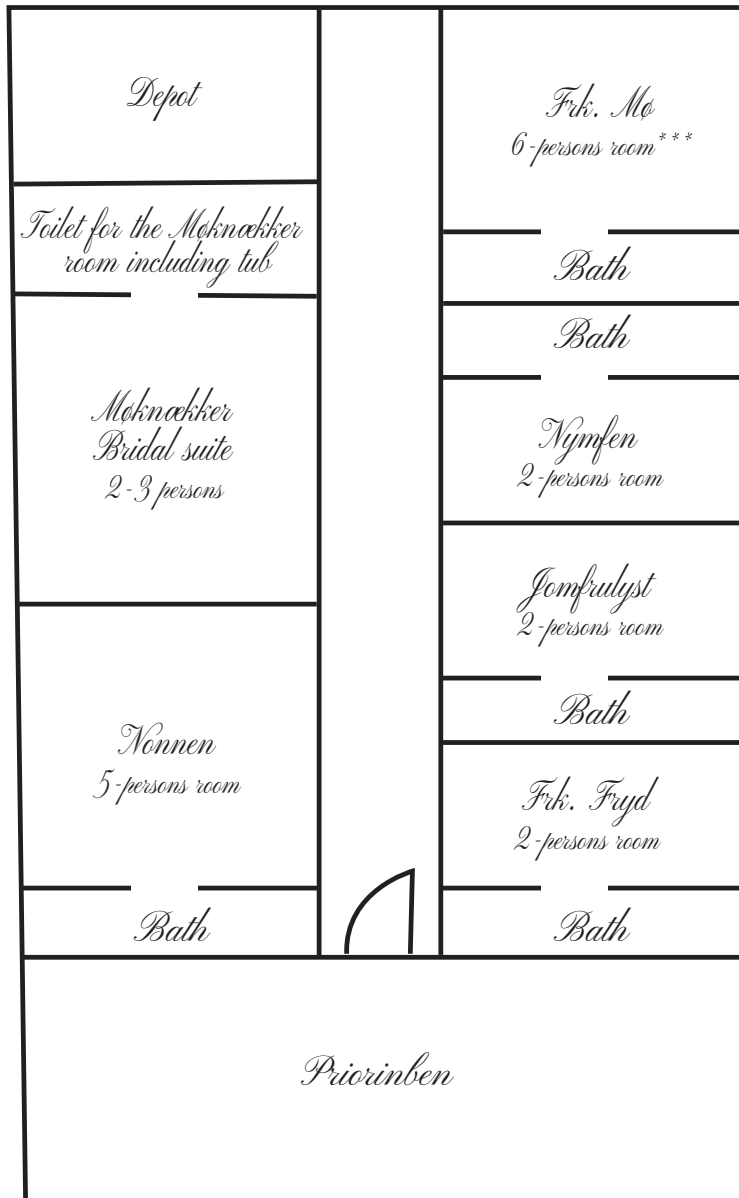 Depot
Toilet for the Møknækker
room including tub
Møknækker
Bridal suite
2-3 persons
Nonnen
5-persons room
Bath
Frk. Mø
6-persons room***
Bath
Bath
Nymfen
2-persons room
Jomfrulyst
2-persons room
Bath
Frk. Fryd
2-persons room
Bath
Priorinben